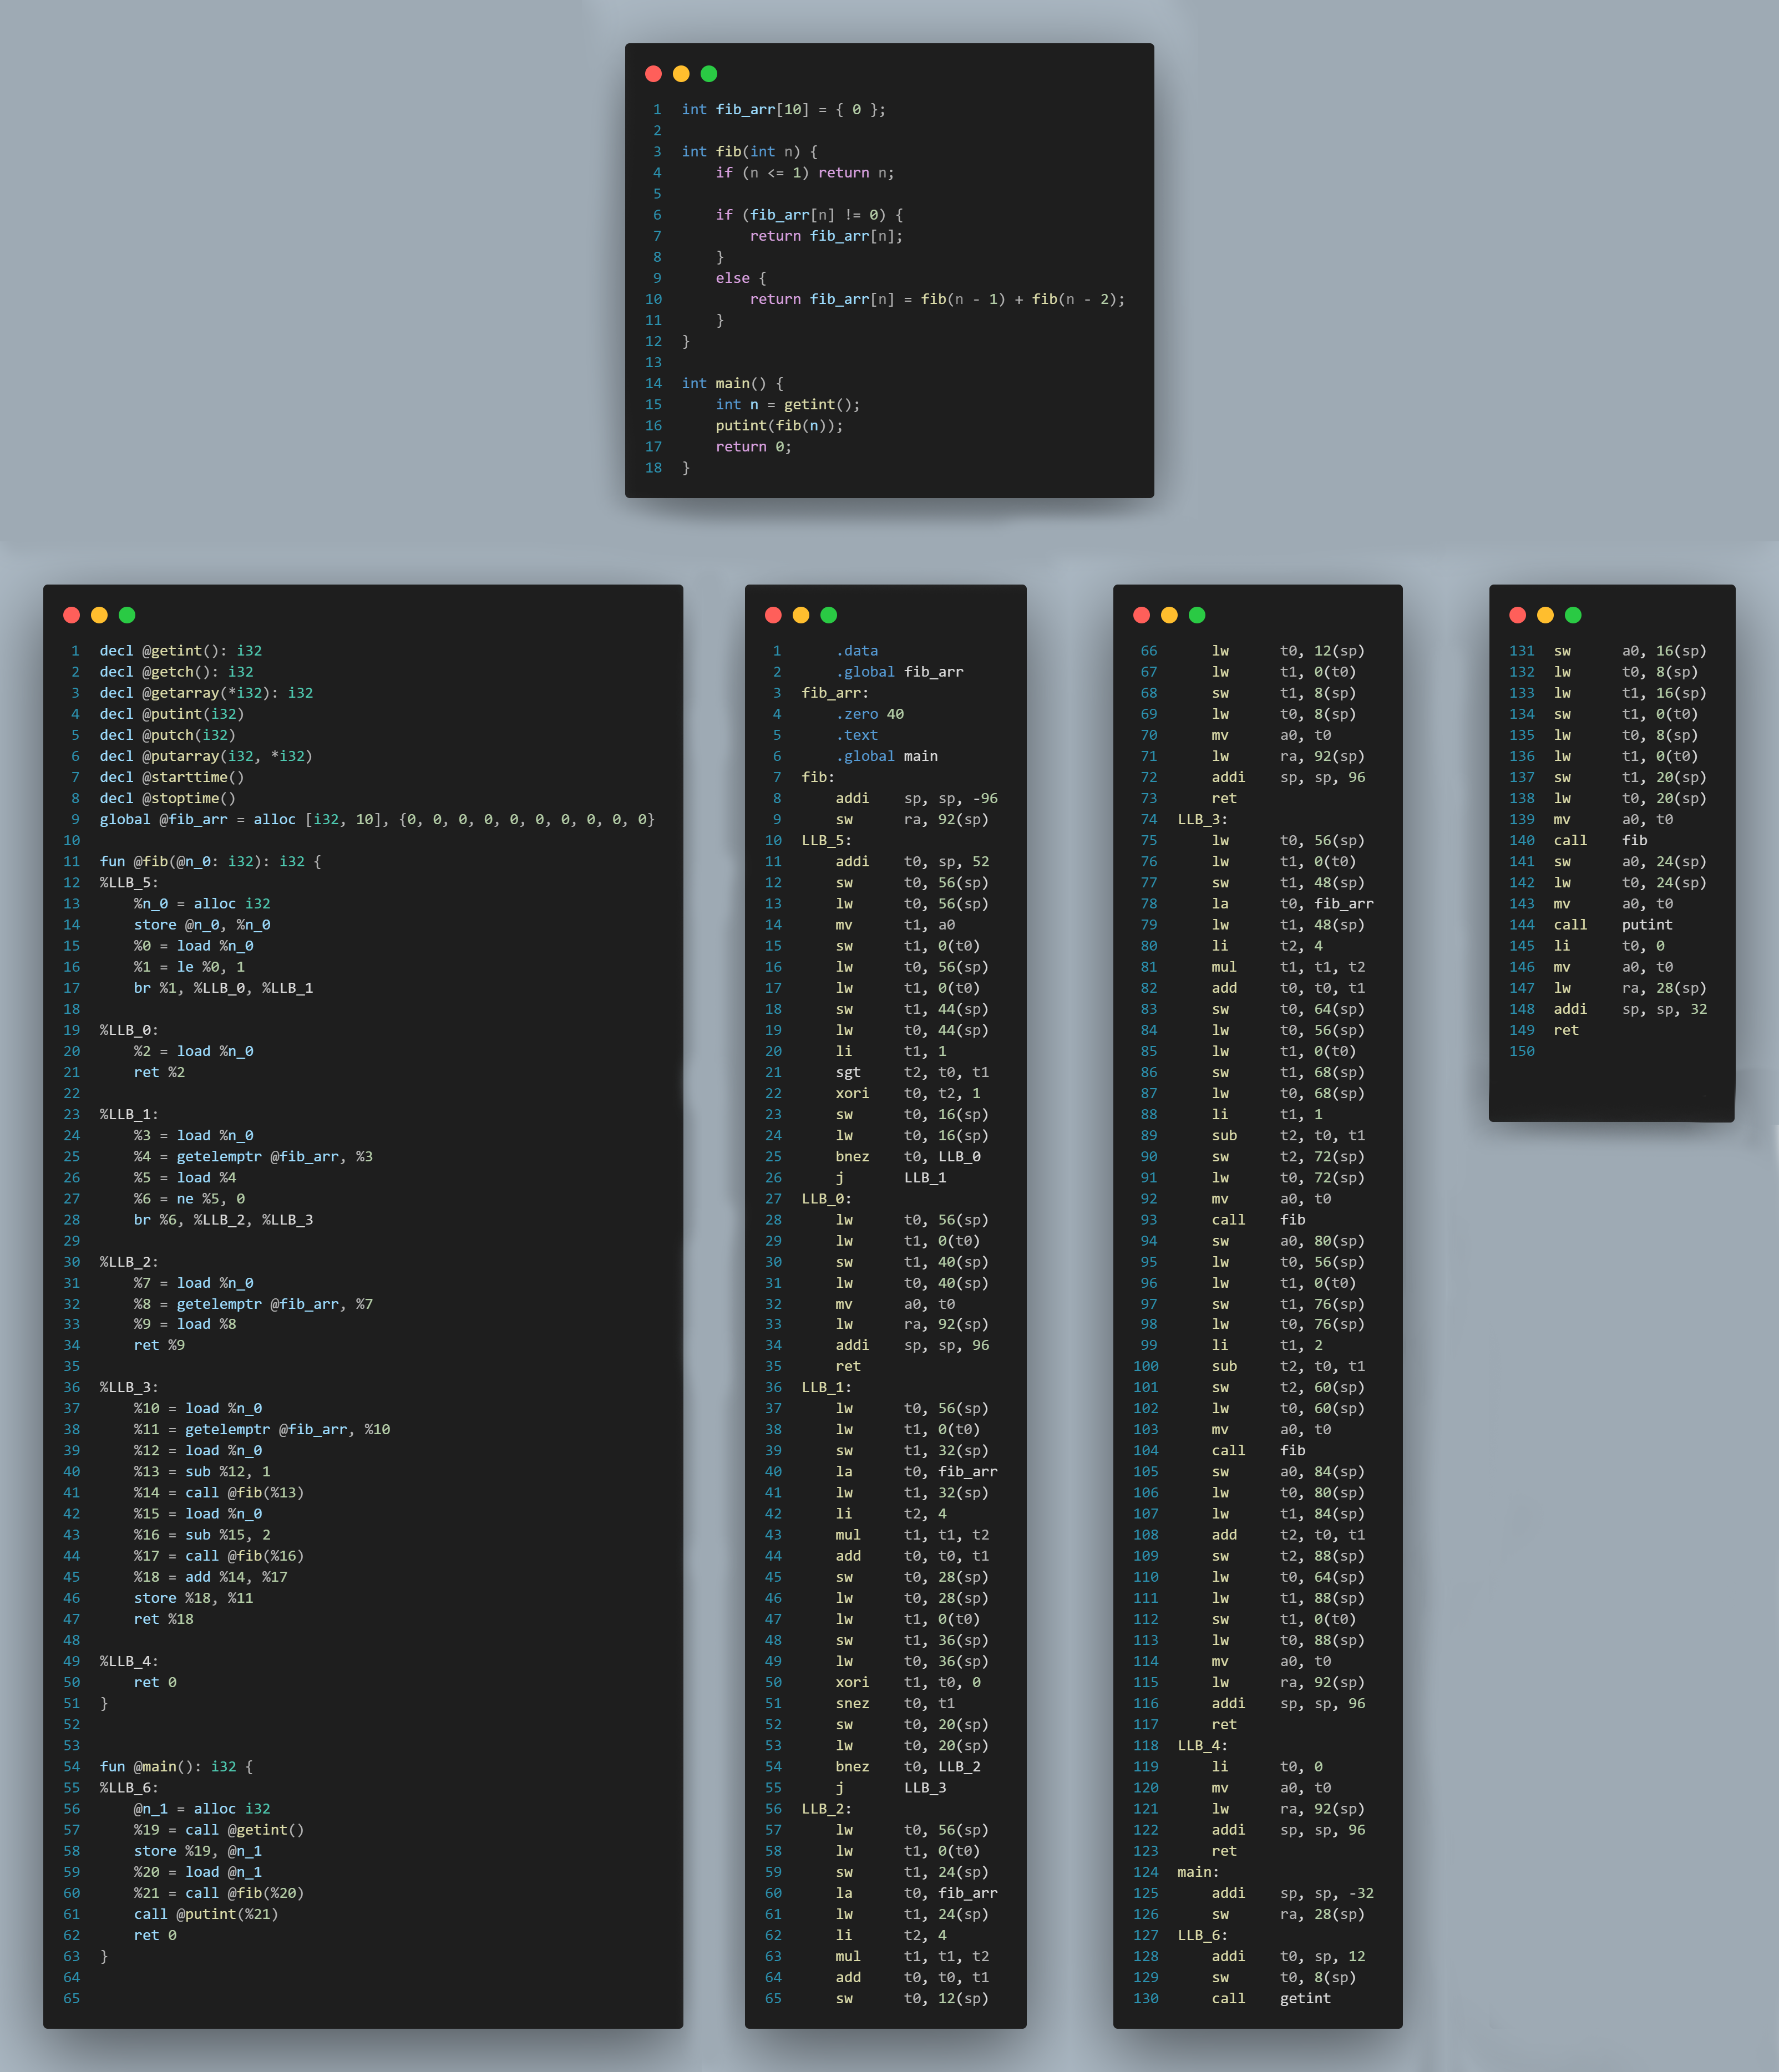 1 int fib_arr[10] = { 0 };
2
3 int fib(int n) {
4     if (n <= 1) return n;
5
6     if (fib_arr[n] != 0) {
7         return fib_arr[n];
8     }
9     else {
10         return fib_arr[n] = fib(n - 1) + fib(n - 2);
11     }
12 }
13
14 int main() {
15     int n = getint();
16     putint(fib(n));
17     return 0;
18 }
1 decl @getint(): i32
2 decl @getch(): i32
3 decl @getarray(*i32): i32
4 decl @putint(i32)
5 decl @putch(i32)
6 decl @putarray(i32, *i32)
7 decl @starttime()
8 decl @stoptime()
9 global @fib_arr = alloc [i32, 10], {0, 0, 0, 0, 0, 0, 0, 0, 0, 0}
10
11 fun @fib(@n_0: i32): i32 {
12 %LLB_5:
13     %n_0 = alloc i32
14     store @n_0, %n_0
15     %0 = load %n_0
16     %1 = le %0, 1
17     br %1, %LLB_0, %LLB_1
18
19 %LLB_0:
20     %2 = load %n_0
21     ret %2
22
23 %LLB_1:
24     %3 = load %n_0
25     %4 = getelemptr @fib_arr, %3
26     %5 = load %4
27     %6 = ne %5, 0
28     br %6, %LLB_2, %LLB_3
29
30 %LLB_2:
31     %7 = load %n_0
32     %8 = getelemptr @fib_arr, %7
33     %9 = load %8
34     ret %9
35
36 %LLB_3:
37     %10 = load %n_0
38     %11 = getelemptr @fib_arr, %10
39     %12 = load %n_0
40     %13 = sub %12, 1
41     %14 = call @fib(%13)
42     %15 = load %n_0
43     %16 = sub %15, 2
44     %17 = call @fib(%16)
45     %18 = add %14, %17
46     store %18, %11
47     ret %18
48
49 %LLB_4:
50     ret 0
51 }
52
53
54 fun @main(): i32 {
55 %LLB_6:
56     @n_1 = alloc i32
57     %19 = call @getint()
58     store %19, @n_1
59     %20 = load @n_1
60     %21 = call @fib(%20)
61     call @putint(%21)
62     ret 0
63 }
64
65
1     .data
2     .global fib_arr
3 fib_arr:
4     .zero 40
5     .text
6     .global main
7 fib:
8     addi    sp, sp, -96
9     sw      ra, 92(sp)
10 LLB_5:
11     addi    t0, sp, 52
12     sw      t0, 56(sp)
13     lw      t0, 56(sp)
14     mv      t1, a0
15     sw      t1, 0(t0)
16     lw      t0, 56(sp)
17     lw      t1, 0(t0)
18     sw      t1, 44(sp)
19     lw      t0, 44(sp)
20     li      t1, 1
21     sgt     t2, t0, t1
22     xori    t0, t2, 1
23     sw      t0, 16(sp)
24     lw      t0, 16(sp)
25     bnez    t0, LLB_0
26     j       LLB_1
27 LLB_0:
28     lw      t0, 56(sp)
29     lw      t1, 0(t0)
30     sw      t1, 40(sp)
31     lw      t0, 40(sp)
32     mv      a0, t0
33     lw      ra, 92(sp)
34     addi    sp, sp, 96
35     ret
36 LLB_1:
37     lw      t0, 56(sp)
38     lw      t1, 0(t0)
39     sw      t1, 32(sp)
40     la      t0, fib_arr
41     lw      t1, 32(sp)
42     li      t2, 4
43     mul     t1, t1, t2
44     add     t0, t0, t1
45     sw      t0, 28(sp)
46     lw      t0, 28(sp)
47     lw      t1, 0(t0)
48     sw      t1, 36(sp)
49     lw      t0, 36(sp)
50     xori    t1, t0, 0
51     snez    t0, t1
52     sw      t0, 20(sp)
53     lw      t0, 20(sp)
54     bnez    t0, LLB_2
55     j       LLB_3
56 LLB_2:
57     lw      t0, 56(sp)
58     lw      t1, 0(t0)
59     sw      t1, 24(sp)
60     la      t0, fib_arr
61     lw      t1, 24(sp)
62     li      t2, 4
63     mul     t1, t1, t2
64     add     t0, t0, t1
65     sw      t0, 12(sp)
66     lw      t0, 12(sp)
67     lw      t1, 0(t0)
68     sw      t1, 8(sp)
69     lw      t0, 8(sp)
70     mv      a0, t0
71     lw      ra, 92(sp)
72     addi    sp, sp, 96
73     ret
74 LLB_3:
75     lw      t0, 56(sp)
76     lw      t1, 0(t0)
77     sw      t1, 48(sp)
78     la      t0, fib_arr
79     lw      t1, 48(sp)
80     li      t2, 4
81     mul     t1, t1, t2
82     add     t0, t0, t1
83     sw      t0, 64(sp)
84     lw      t0, 56(sp)
85     lw      t1, 0(t0)
86     sw      t1, 68(sp)
87     lw      t0, 68(sp)
88     li      t1, 1
89     sub     t2, t0, t1
90     sw      t2, 72(sp)
91     lw      t0, 72(sp)
92     mv      a0, t0
93     call    fib
94     sw      a0, 80(sp)
95     lw      t0, 56(sp)
96     lw      t1, 0(t0)
97     sw      t1, 76(sp)
98     lw      t0, 76(sp)
99     li      t1, 2
100     sub     t2, t0, t1
101     sw      t2, 60(sp)
102     lw      t0, 60(sp)
103     mv      a0, t0
104     call    fib
105     sw      a0, 84(sp)
106     lw      t0, 80(sp)
107     lw      t1, 84(sp)
108     add     t2, t0, t1
109     sw      t2, 88(sp)
110     lw      t0, 64(sp)
111     lw      t1, 88(sp)
112     sw      t1, 0(t0)
113     lw      t0, 88(sp)
114     mv      a0, t0
115     lw      ra, 92(sp)
116     addi    sp, sp, 96
117     ret
118 LLB_4:
119     li      t0, 0
120     mv      a0, t0
121     lw      ra, 92(sp)
122     addi    sp, sp, 96
123     ret
124 main:
125     addi    sp, sp, -32
126     sw      ra, 28(sp)
127 LLB_6:
128     addi    t0, sp, 12
129     sw      t0, 8(sp)
130     call    getint
131 sw      a0, 16(sp)
132 lw      t0, 8(sp)
133 lw      t1, 16(sp)
134 sw      t1, 0(t0)
135 lw      t0, 8(sp)
136 lw      t1, 0(t0)
137 sw      t1, 20(sp)
138 lw      t0, 20(sp)
139 mv      a0, t0
140 call    fib
141 sw      a0, 24(sp)
142 lw      t0, 24(sp)
143 mv      a0, t0
144 call    putint
145 li      t0, 0
146 mv      a0, t0
147 lw      ra, 28(sp)
148 addi    sp, sp, 32
149 ret
150